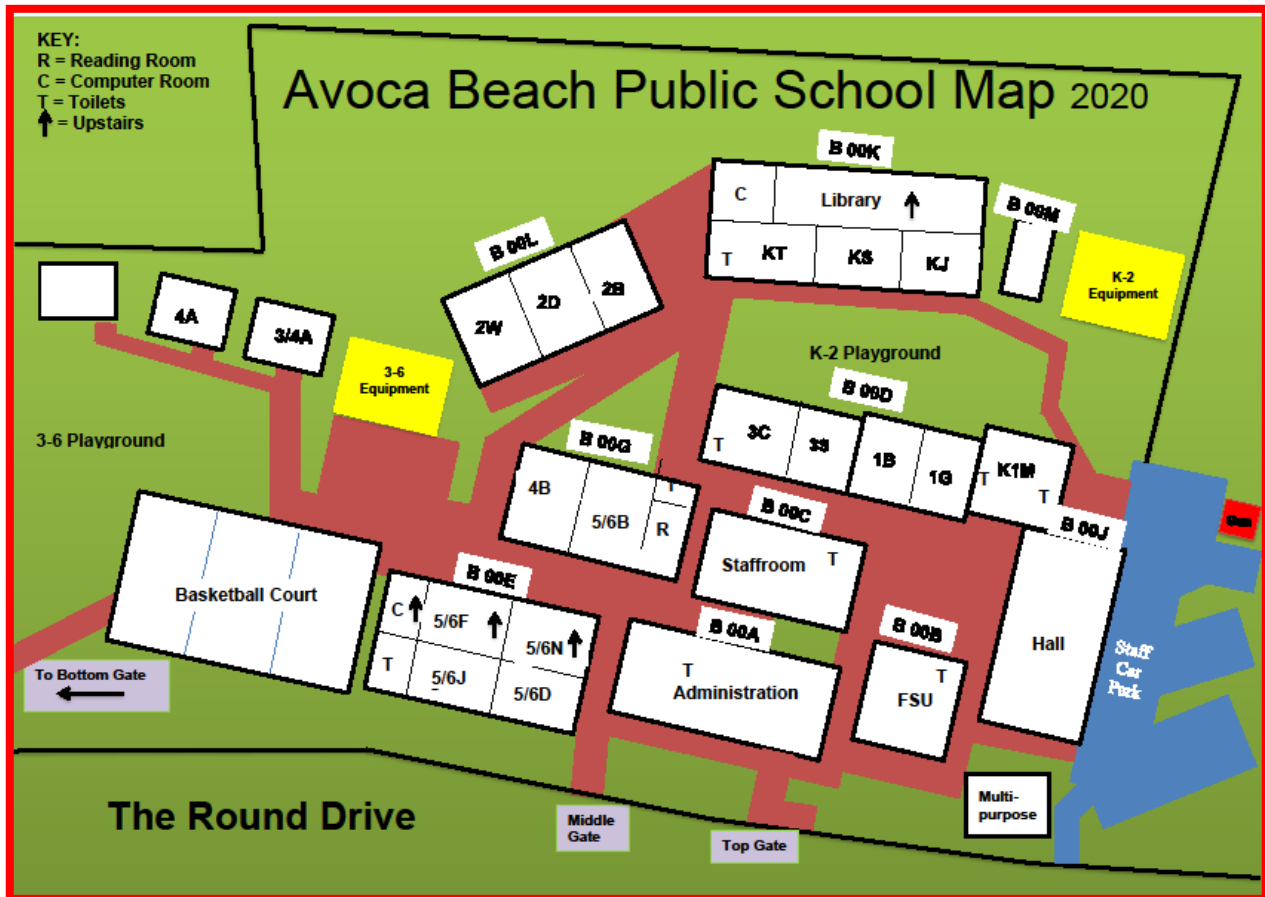 KEY:
R = Reading Room
C = Computer Room
T = Toilets
= Upstairs
Avoca Beach Public School Map 2020
B 00K
C
Library
T
KT
KS
KJ
B 00M
K-2
Equipment
B 00L
2W
2D
2B
4A
3/4A
3-6
Equipment
3-6 Playground
K-2 Playground
B 00D
T
3C
3S
1B
1G
T
K1M
T
B 00G
4B
5/6B
T
R
B 00C
Staffroom
T
B 00J
Hall
Staff
Car
Park
Basketball Court
B 00E
C
5/6F
5/6N
T
5/6J
5/6D
B 00A
T
Administration
B 00B
T
FSU
To Bottom Gate
The Round Drive
Middle
Gate
Top Gate
Multi-
purpose